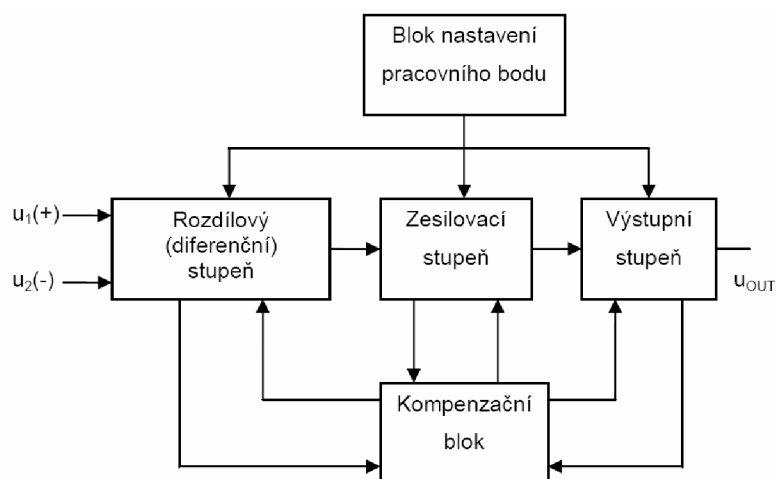 Blok nastavení
pracovního bodu
u1(+)
u2(-)
Rozdílový
(diferenční)
stupeň
Zesilovací
stupeň
Výstupní
stupeň
uOUT
Kompenzační
blok